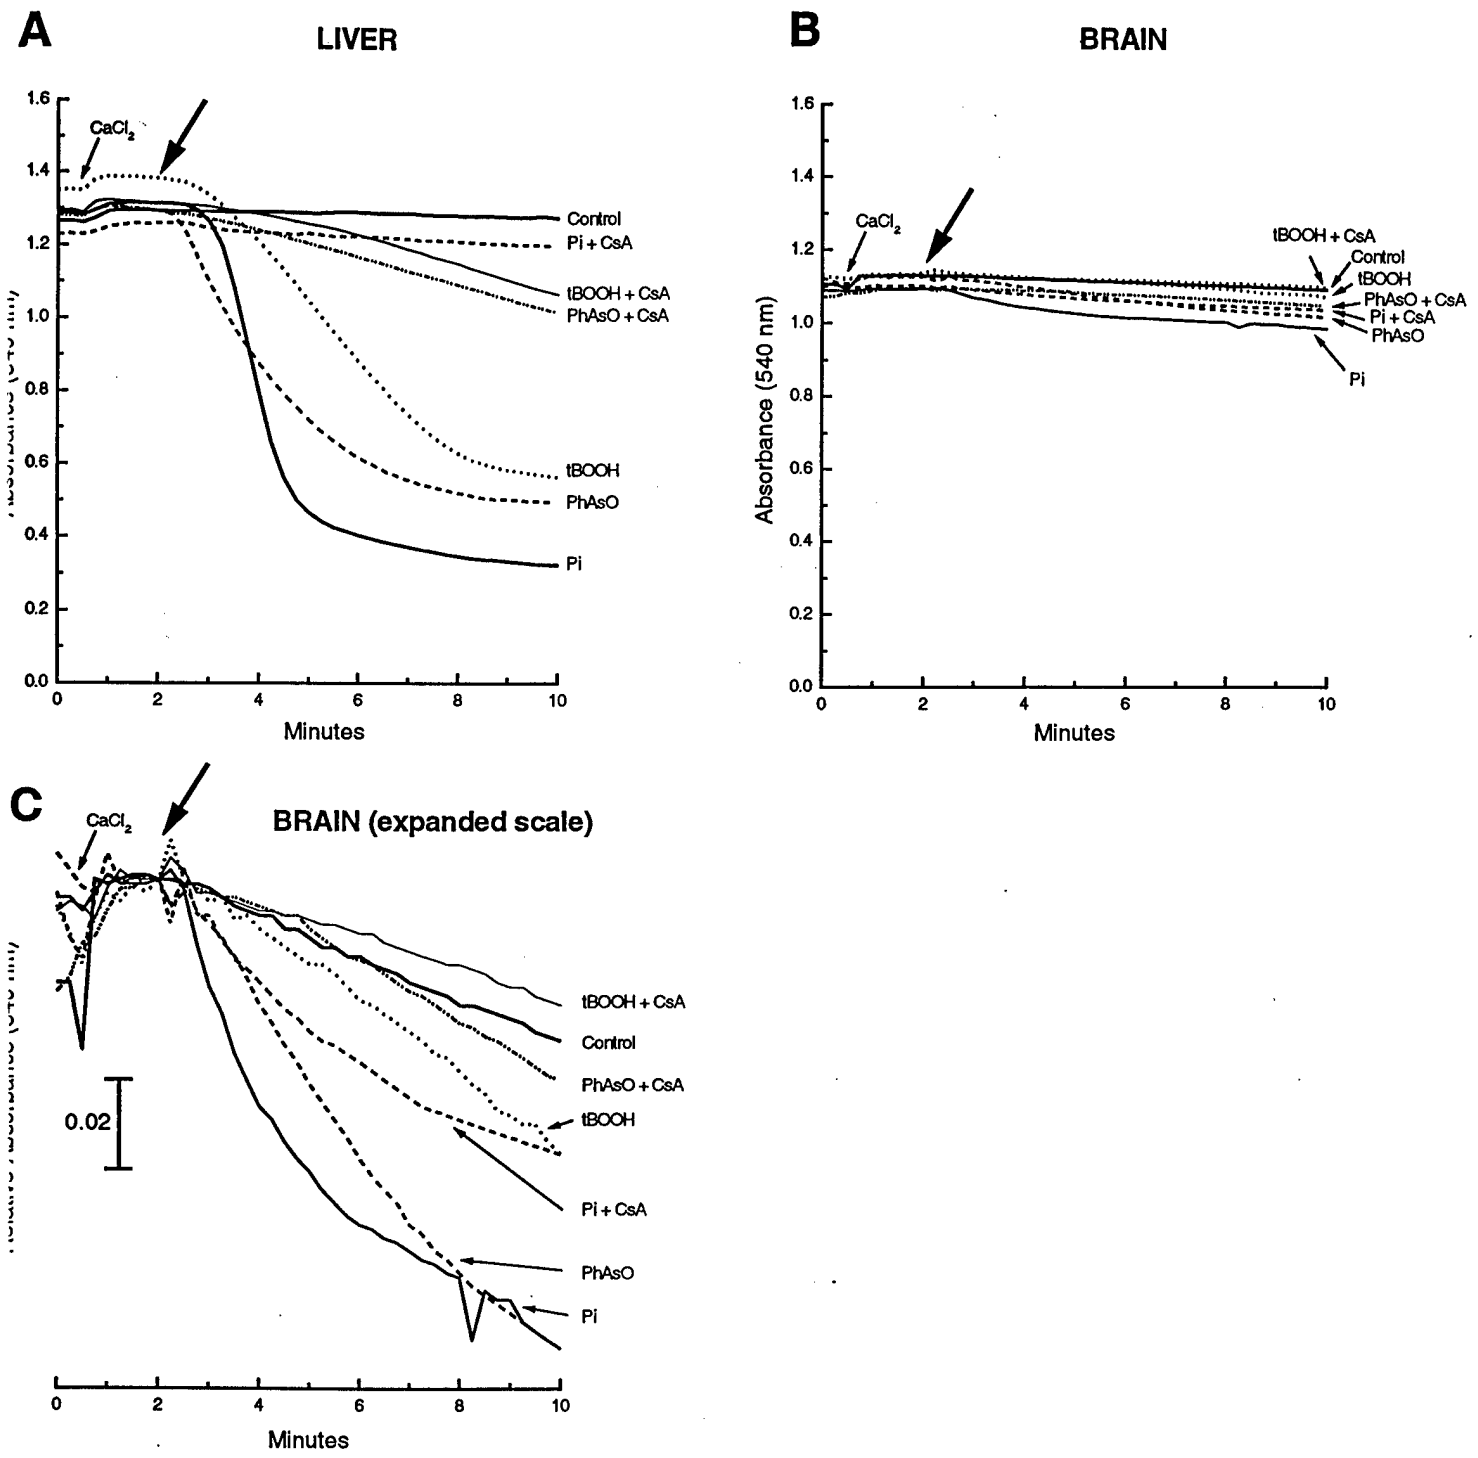 A
LIVER
1.6
1.4
1.2
1.0
0.8
0.6
0.4
0.2
0.0
CaCl2
Control
Pi + CsA
tBOOH + CsA
PhAsO + CsA
tBOOH
PhAsO
Pi
0 2 4 6 8 10
Minutes
B
BRAIN
Absorbance (540 nm)
1.6
1.4
1.2
1.0
0.8
0.6
0.4
0.2
0.0
CaCl2
tBOOH + CsA
Control
tBOOH
PhAsO + CsA
Pi + CsA
PhAsO
Pi
0 2 4 6 8 10
Minutes
C
BRAIN (expanded scale)
CaCl2
0.02
tBOOH + CsA
Control
PhAsO + CsA
tBOOH
Pi + CsA
PhAsO
Pi
0 2 4 6 8 10
Minutes